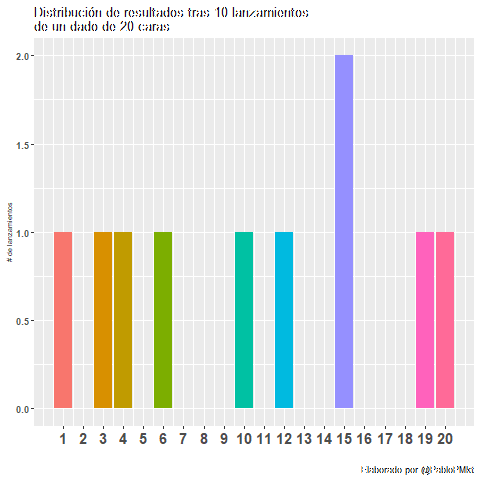 Distribución de resultados tras 10 lanzamientos
de un dado de 20 caras
# de lanzamientos
2.0
1.5
1.0
0.5
0.0
1 2 3 4 5 6 7 8 9 10 11 12 13 14 15 16 17 18 19 20
Elaborado por @PabloPMkt